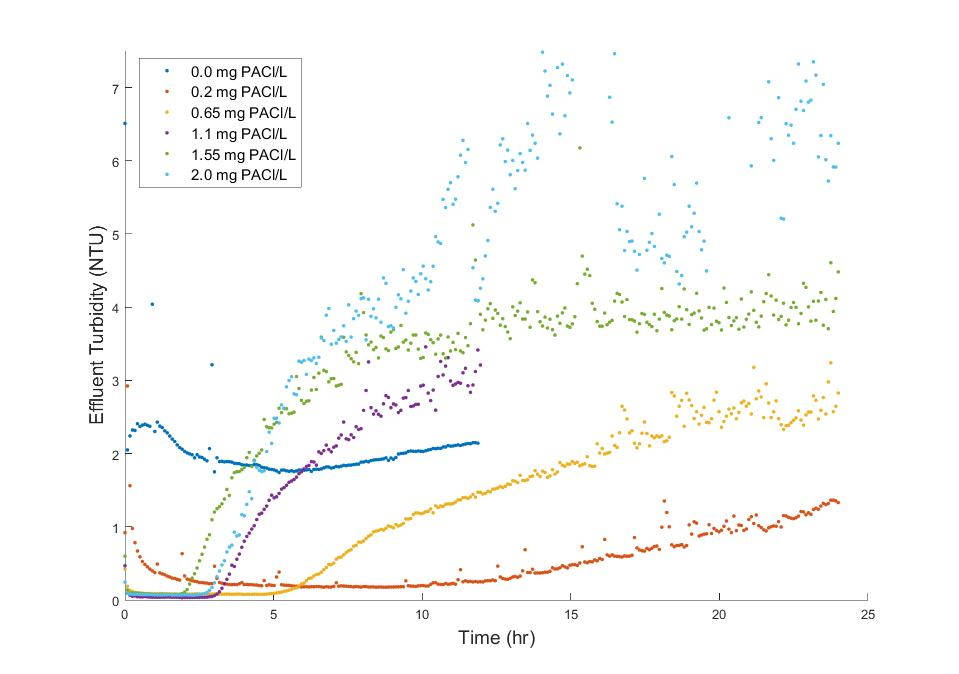 0.0 mg PACl/L
0.2 mg PACl/L
0.65 mg PACl/L
1.1 mg PACl/L
1.55 mg PACl/L
2.0 mg PACl/L
Effluent Turbidity (NTU)
7
6
5
4
3
2
1
0
0 5 10 15 20 25
Time (hr)